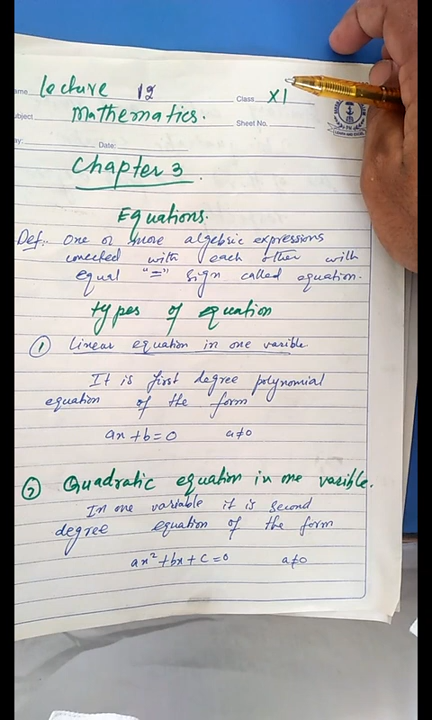 Name Lecture 12 Class XI
Subject Mathematics. Sheet No.
Day: Date:
Chapter 3
Equations.
Def:- One or more algebric expressions
conected with each other with
equal "=" sign called equation.
types of equation
① linear equation in one varible.
It is first degree polynomial
equation of the form
ax+b=0 a≠0
② Quadratic equation in one varible.
In one variable it is second
degree equation of the form
ax²+bx+c=0 a≠0